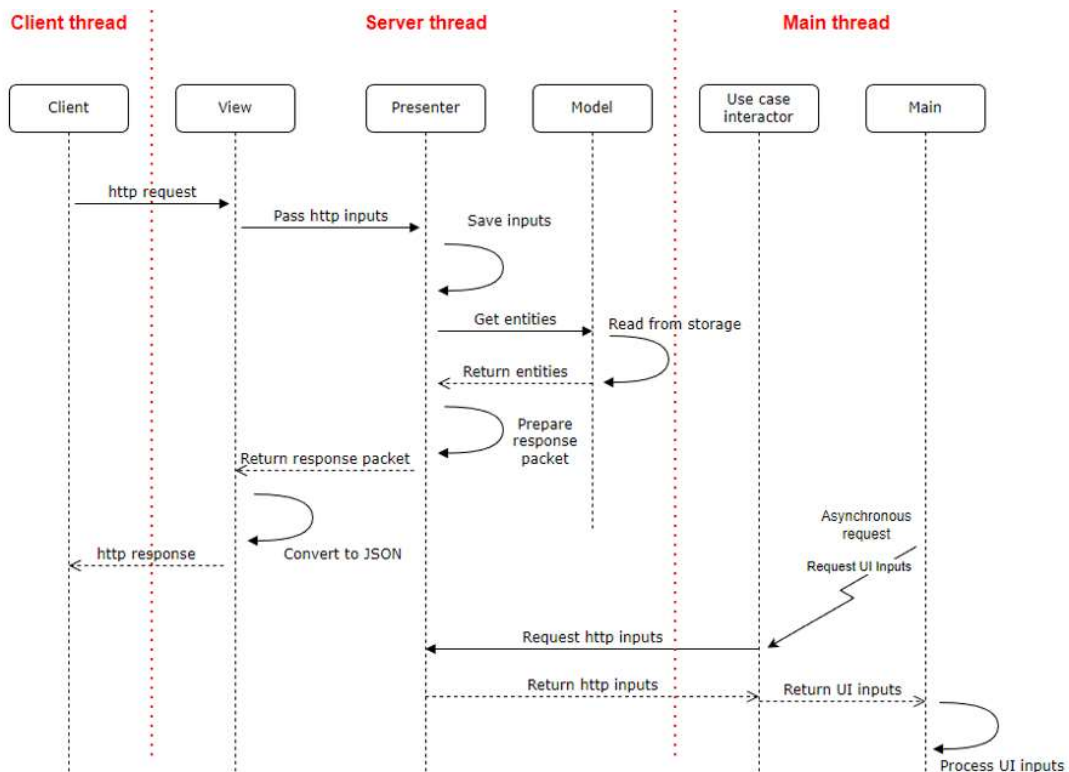 Client thread
Server thread
Main thread
Client
View
Presenter
Model
Use case
interactor
Main
http request
Pass http inputs
Save inputs
Get entities
Read from storage
Return entities
Prepare
response
packet
Return response packet
Convert to JSON
http response
Asynchronous
request
Request UI Inputs
Request http inputs
Return http inputs
Return UI inputs
Process UI inputs